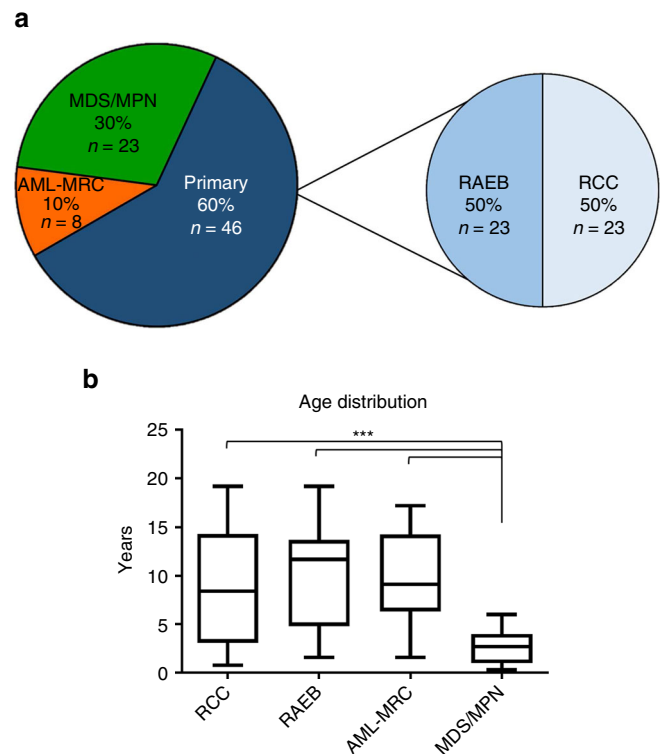 a
MDS/MPN
30%
n = 23
AML-MRC
10%
n = 8
Primary
60%
n = 46
RAEB
50%
n = 23
RCC
50%
n = 23
b
Age distribution
***
25
20
15
10
5
0
Years
RCC
RAEB
AML-MRC
MDS/MPN